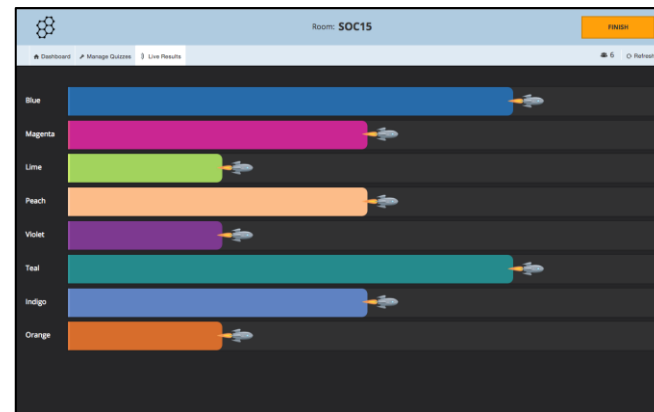 Room: SOC15
FINISH
Dashboard Manage Quizzes Live Results 6 Refresh
Blue
Magenta
Lime
Peach
Violet
Teal
Indigo
Orange